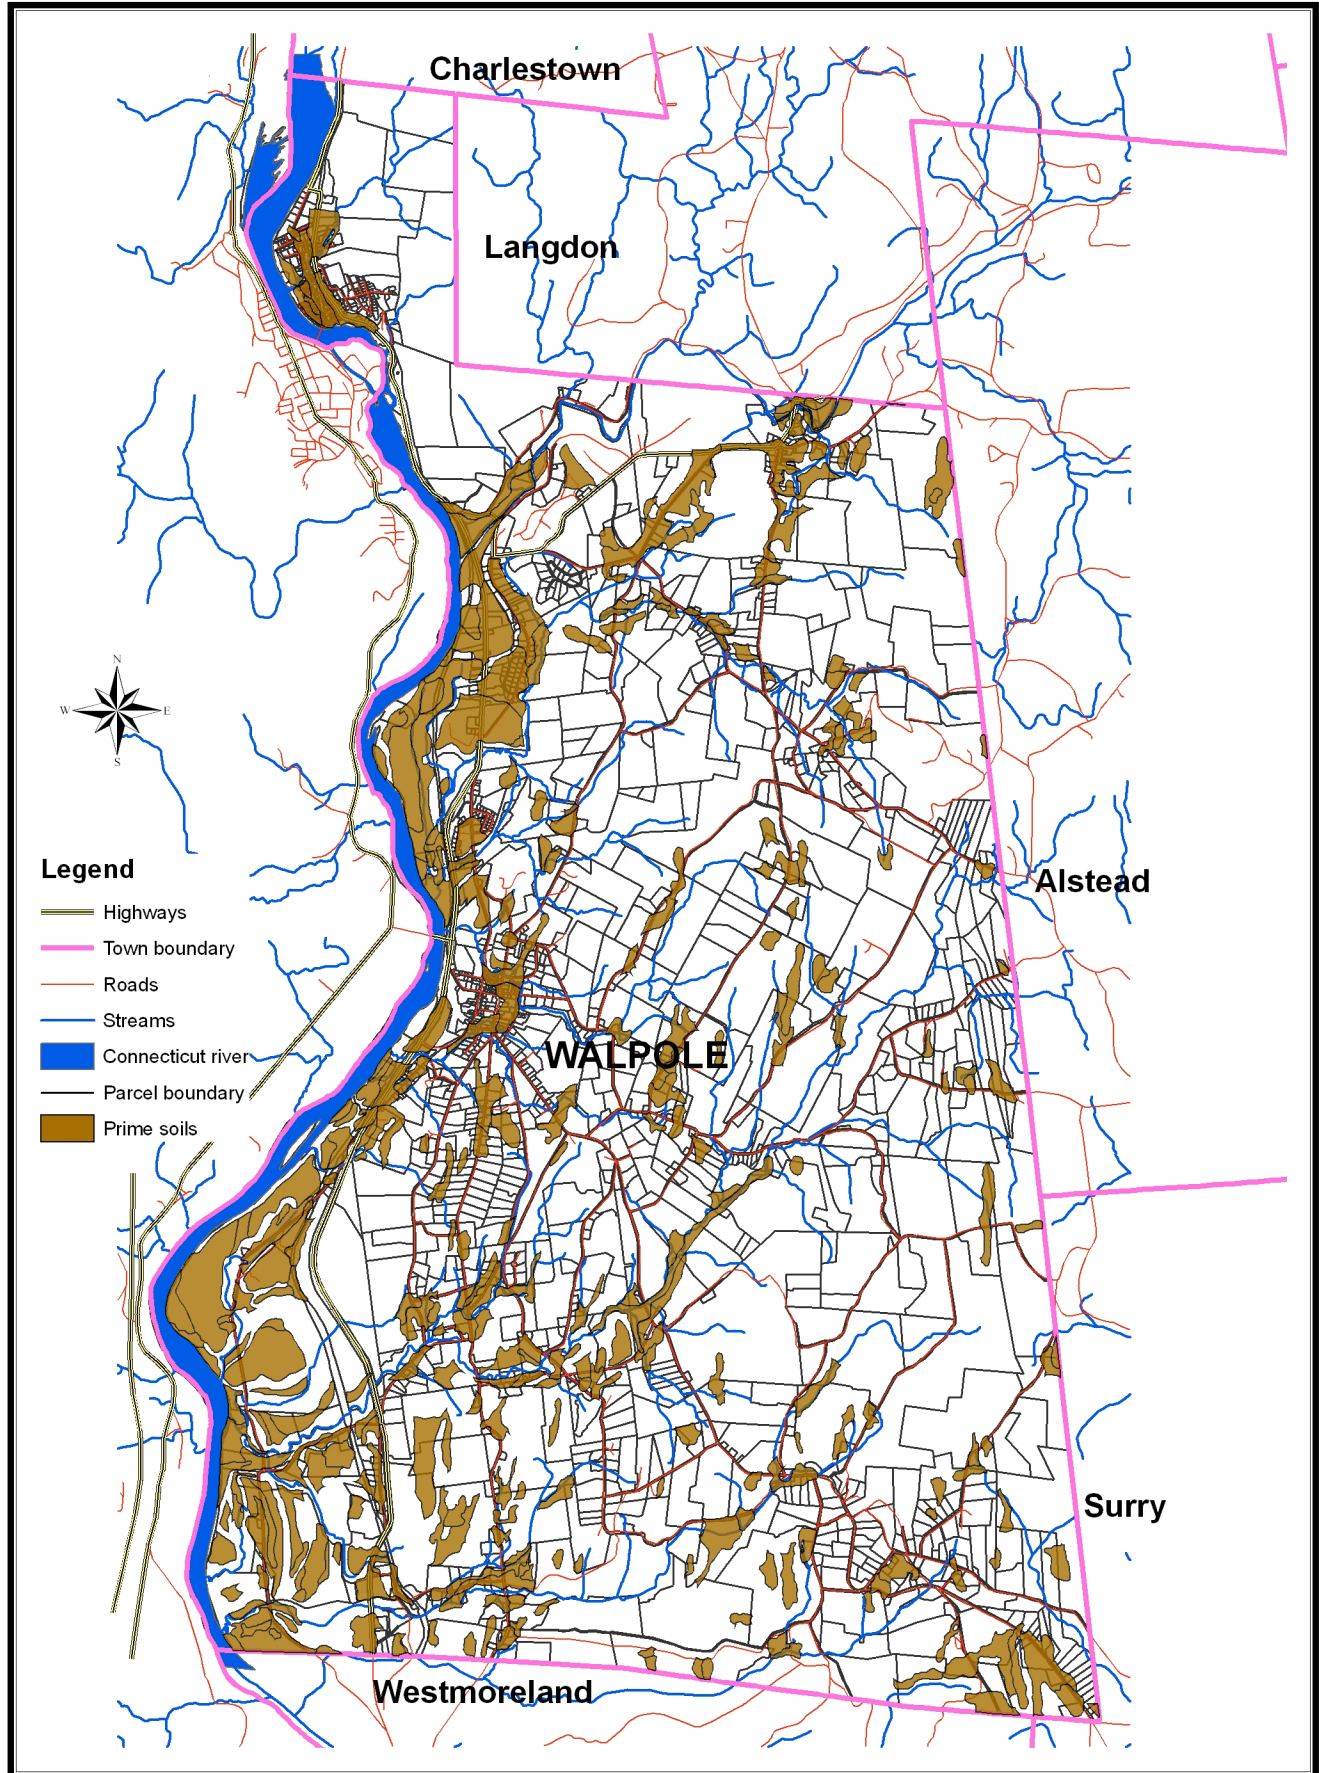 Charlestown
Langdon
N
W E
S
Legend
Highways
Town boundary
Roads
Streams
Connecticut river
Parcel boundary
Prime soils
Alstead
WALPOLE
Surry
Westmoreland